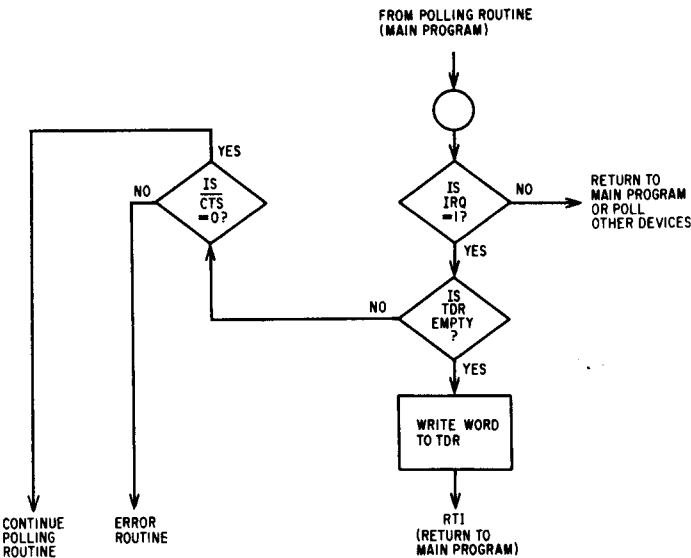 FROM POLLING ROUTINE
(MAIN PROGRAM)
YES
NO
IS
CTS
=0?
IS
IRQ
=1?
NO
RETURN TO
MAIN PROGRAM
OR POLL
OTHER DEVICES
YES
NO
IS
TDR
EMPTY
?
YES
WRITE WORD
TO TDR
CONTINUE
POLLING
ROUTINE
ERROR
ROUTINE
RTI
(RETURN TO
MAIN PROGRAM)